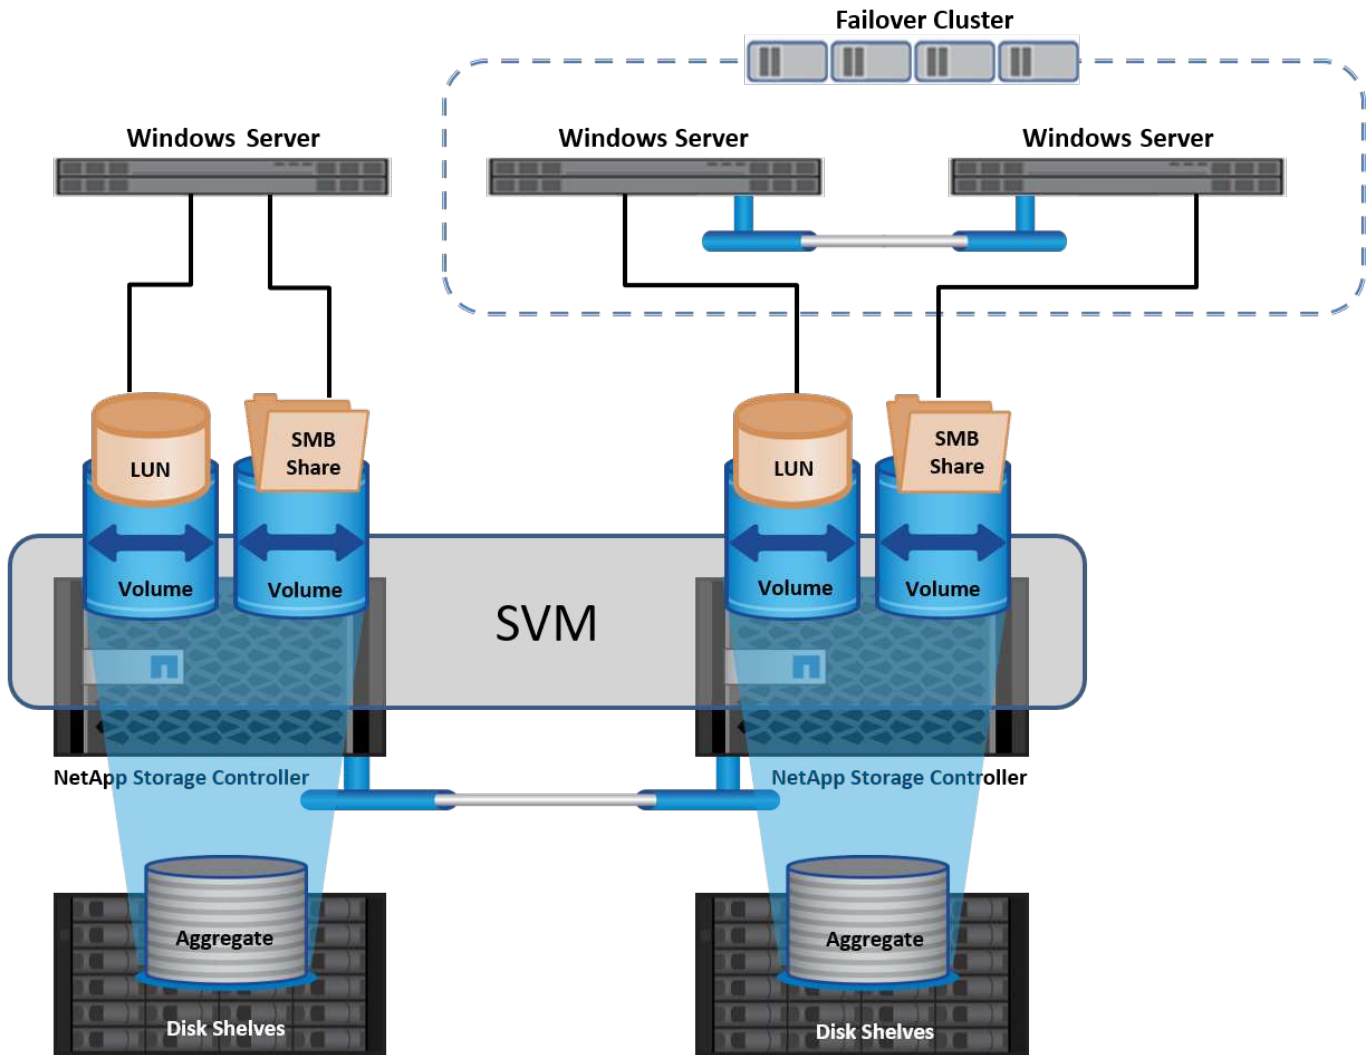 Failover Cluster
Windows Server
Windows Server
Windows Server
LUN
SMB
Share
LUN
SMB
Share
Volume
Volume
Volume
Volume
SVM
NetApp Storage Controller
NetApp Storage Controller
Aggregate
Aggregate
Disk Shelves
Disk Shelves